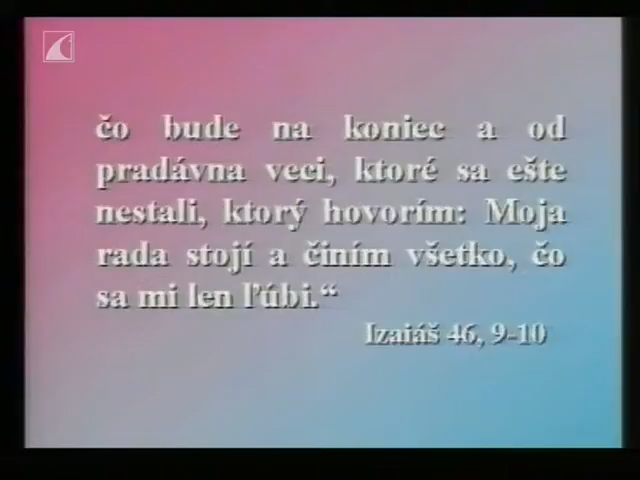 čo bude na koniec a od
pradávna veci, ktoré sa ešte
nestali, ktorý hovorím: Moja
rada stojí a činím všetko, čo
sa mi len ľúbi.“
Izaiáš 46, 9-10